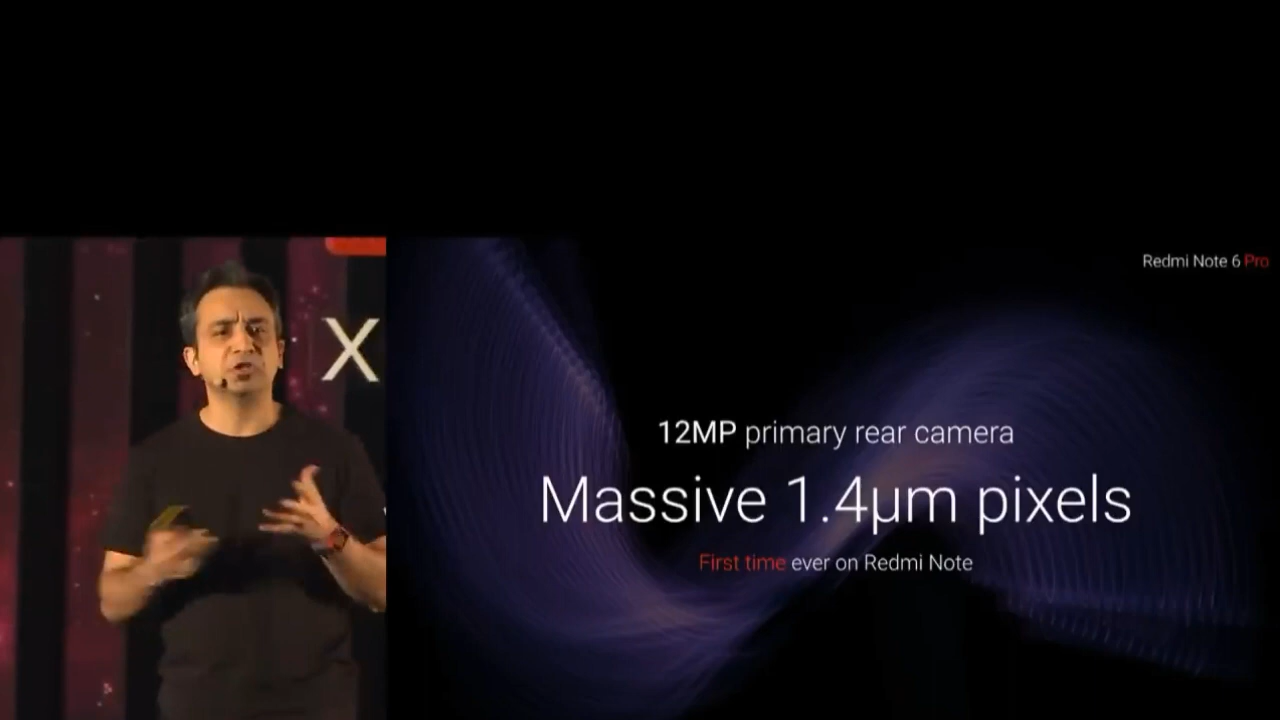 X
Redmi Note 6 Pro
12MP primary rear camera
Massive 1.4μm pixels
First time ever on Redmi Note